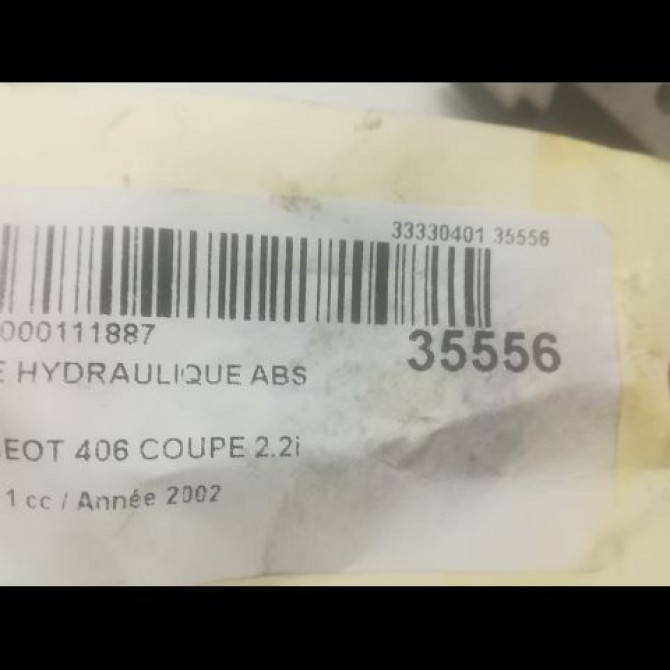 33330401 35556
000111887
35556
E HYDRAULIQUE ABS
EOT 406 COUPE 2.2i
1 cc / Année 2002